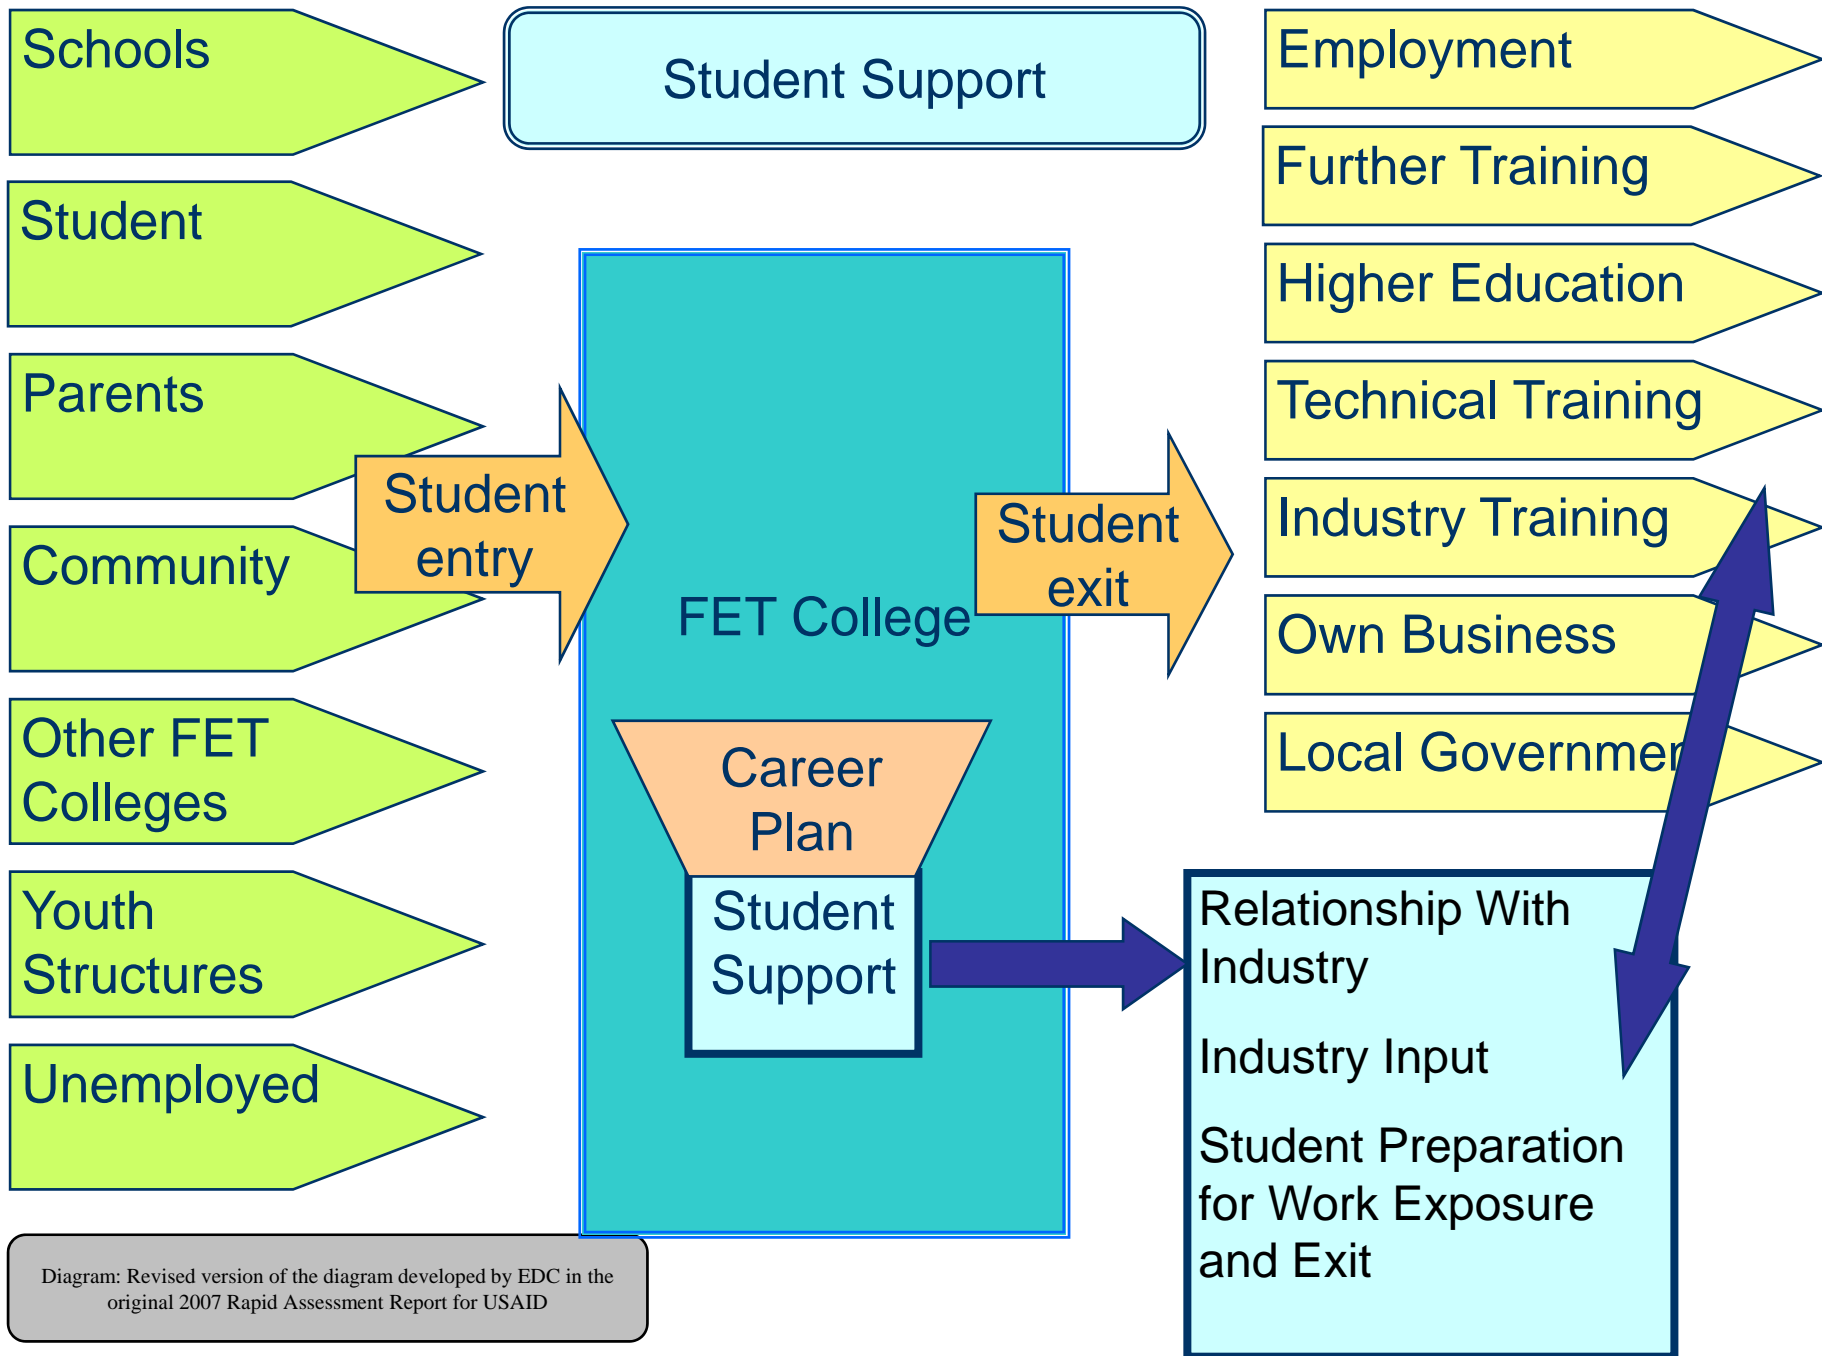 Schools
Student
Parents
Community
Other FET
Colleges
Youth
Structures
Unemployed
Student Support
Student
entry
FET College
Student
exit
Career
Plan
Student
Support
Employment
Further Training
Higher Education
Technical Training
Industry Training
Own Business
Local Governmen
Relationship With
Industry
Industry Input
Student Preparation
for Work Exposure
and Exit
Diagram: Revised version of the diagram developed by EDC in the
original 2007 Rapid Assessment Report for USAID